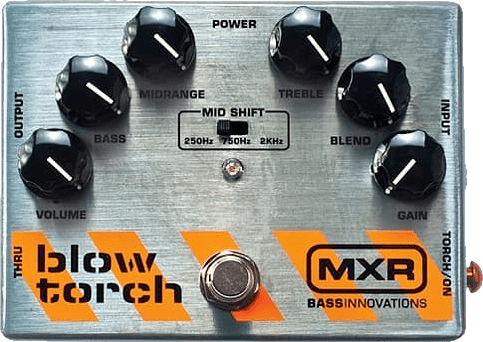 POWER
MIDRANGE
TREBLE
OUTPUT
MID SHIFT
INPUT
BASS
250Hz 750Hz 2KHz
BLEND
VOLUME
GAIN
THRU
blow
torch
MXR
BASSINNOVATIONS
TORCH/ON